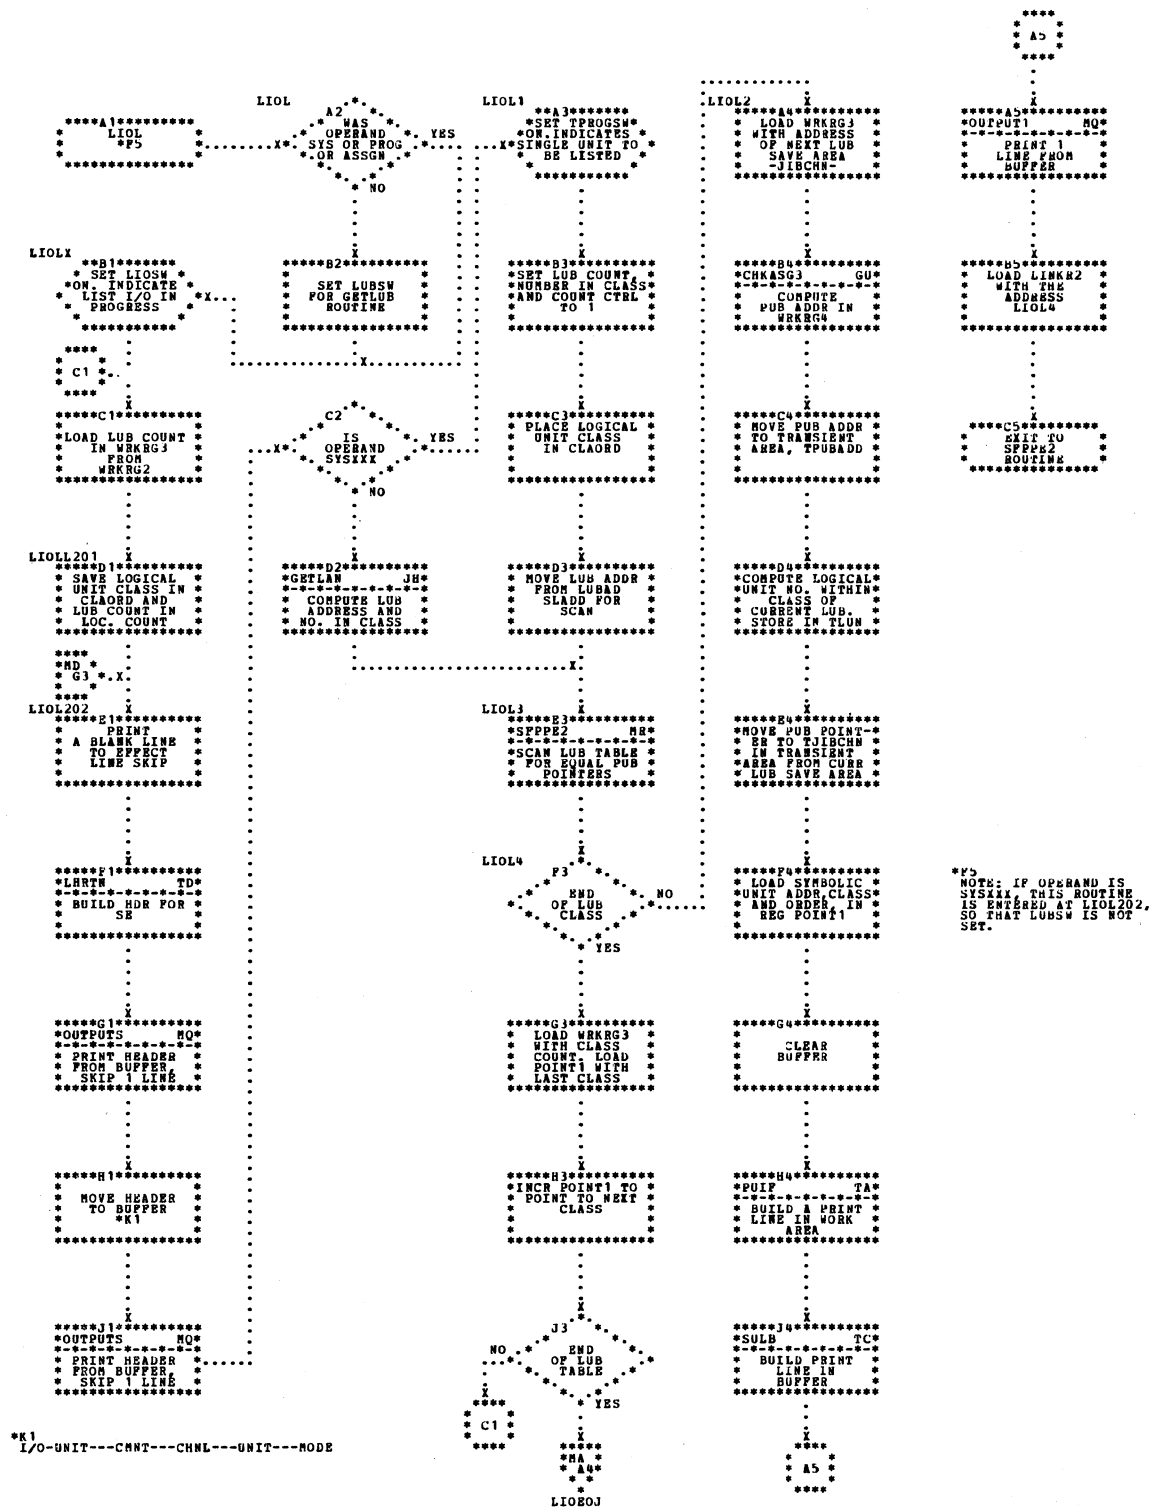 A5
LIOL
LIOL1
LIOL2
A1
LIOL
*P5
A2
WAS
OPERAND
SYS OR PROG
OR ASSGN
YES
NO
A3
SET TPROGSW
ON.INDICATES
SINGLE UNIT TO
BE LISTED
A4
LOAD WRKRG3
WITH ADDRESS
OF NEXT LUB
SAVE AREA
-JIBCHN-
A5
OUTPUT1 MQ
PRINT 1
LINE FROM
BUFFER
LIOLX
B1
SET LIOSW
ON. INDICATE
LIST I/O IN
PROGRESS
B2
SET LUBSW
FOR GETLUB
ROUTINE
B3
SET LUB COUNT,
NUMBER IN CLASS
AND COUNT CTRL
TO 1
B4
CHKASG3 GU
COMPUTE
PUB ADDR IN
WRKRG4
B5
LOAD LINKR2
WITH THE
ADDRESS
LIOL4
C1
C1
LOAD LUB COUNT
IN WRKRG3
FROM
WRKRG2
C2
IS
OPERAND
SYSXXX
YES
NO
C3
PLACE LOGICAL
UNIT CLASS
IN CLAORD
C4
MOVE PUB ADDR
TO TRANSIENT
AREA, TPUBADD
C5
EXIT TO
SFPPE2
ROUTINE
LIOLL201
D1
SAVE LOGICAL
UNIT CLASS IN
CLAORD AND
LUB COUNT IN
LOC. COUNT
D2
GETLAN JH
COMPUTE LUB
ADDRESS AND
NO. IN CLASS
D3
MOVE LUB ADDR
FROM LUBAD
SLADD FOR
SCAN
D4
COMPUTE LOGICAL
UNIT NO. WITHIN
CLASS OF
CURRENT LUB.
STORE IN TLUN
MD
G3
LIOL202
E1
PRINT
A BLANK LINE
TO EFFECT
LINE SKIP
LIOL3
E3
SFPPE2 MR
SCAN LUB TABLE
FOR EQUAL PUB
POINTERS
E4
MOVE PUB POINT-
ER TO TJIBCHN
IN TRANSIENT
AREA FROM CURR
LUB SAVE AREA
F1
LHRTN TD
BUILD HDR FOR
SE
LIOL4
F3
END
OF LUB
CLASS
NO
YES
F4
LOAD SYMBOLIC
UNIT ADDR,CLASS
AND ORDER, IN
REG POINT1
*P5
NOTE: IF OPERAND IS
SYSXXX, THIS ROUTINE
IS ENTERED AT LIOL202,
SO THAT LUBSW IS NOT
SET.
G1
OUTPUTS MQ
PRINT HEADER
FROM BUFFER,
SKIP 1 LINE
G3
LOAD WRKRG3
WITH CLASS
COUNT. LOAD
POINT1 WITH
LAST CLASS
G4
CLEAR
BUFFER
H1
MOVE HEADER
TO BUFFER
*K1
H3
INCR POINT1 TO
POINT TO NEXT
CLASS
H4
PUIF TA
BUILD A PRINT
LINE IN WORK
AREA
J1
OUTPUTS MQ
PRINT HEADER
FROM BUFFER,
SKIP 1 LINE
J3
END
OF LUB
TABLE
NO
YES
J4
SULB TC
BUILD PRINT
LINE IN
BUFFER
C1
MA
A4
LIOEOJ
A5
*K1
I/O-UNIT---CMNT---CHNL---UNIT---MODE